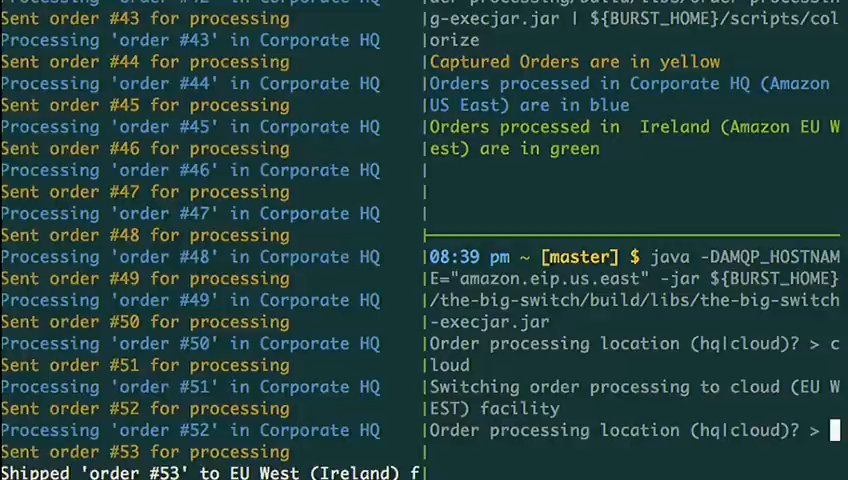 Sent order #43 for processing
Processing 'order #43' in Corporate HQ
Sent order #44 for processing
Processing 'order #44' in Corporate HQ
Sent order #45 for processing
Processing 'order #45' in Corporate HQ
Sent order #46 for processing
Processing 'order #46' in Corporate HQ
Sent order #47 for processing
Processing 'order #47' in Corporate HQ
Sent order #48 for processing
Processing 'order #48' in Corporate HQ
Sent order #49 for processing
Processing 'order #49' in Corporate HQ
Sent order #50 for processing
Processing 'order #50' in Corporate HQ
Sent order #51 for processing
Processing 'order #51' in Corporate HQ
Sent order #52 for processing
Processing 'order #52' in Corporate HQ
Sent order #53 for processing
Shipped 'order #53' to EU West (Ireland) f
der-processing/build/libs/order-processin
g-execjar.jar | ${BURST_HOME}/scripts/col
orize
Captured Orders are in yellow
Orders processed in Corporate HQ (Amazon
US East) are in blue
Orders processed in  Ireland (Amazon EU W
est) are in green
08:39 pm ~ [master] $ java -DAMQP_HOSTNAM
E="amazon.eip.us.east" -jar ${BURST_HOME}
/the-big-switch/build/libs/the-big-switch
-execjar.jar
Order processing location (hq|cloud)? > c
loud
Switching order processing to cloud (EU W
EST) facility
Order processing location (hq|cloud)? >